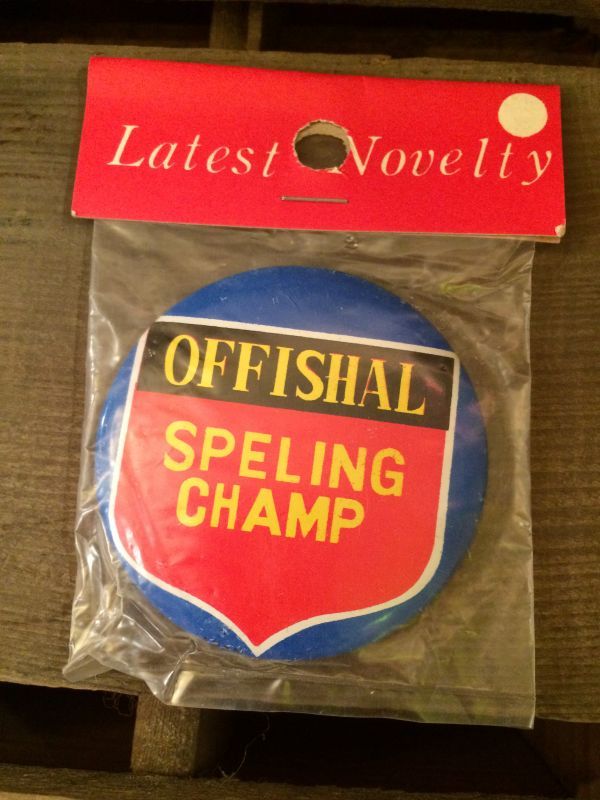 Latest Novelty
OFFISHAL
SPELING
CHAMP